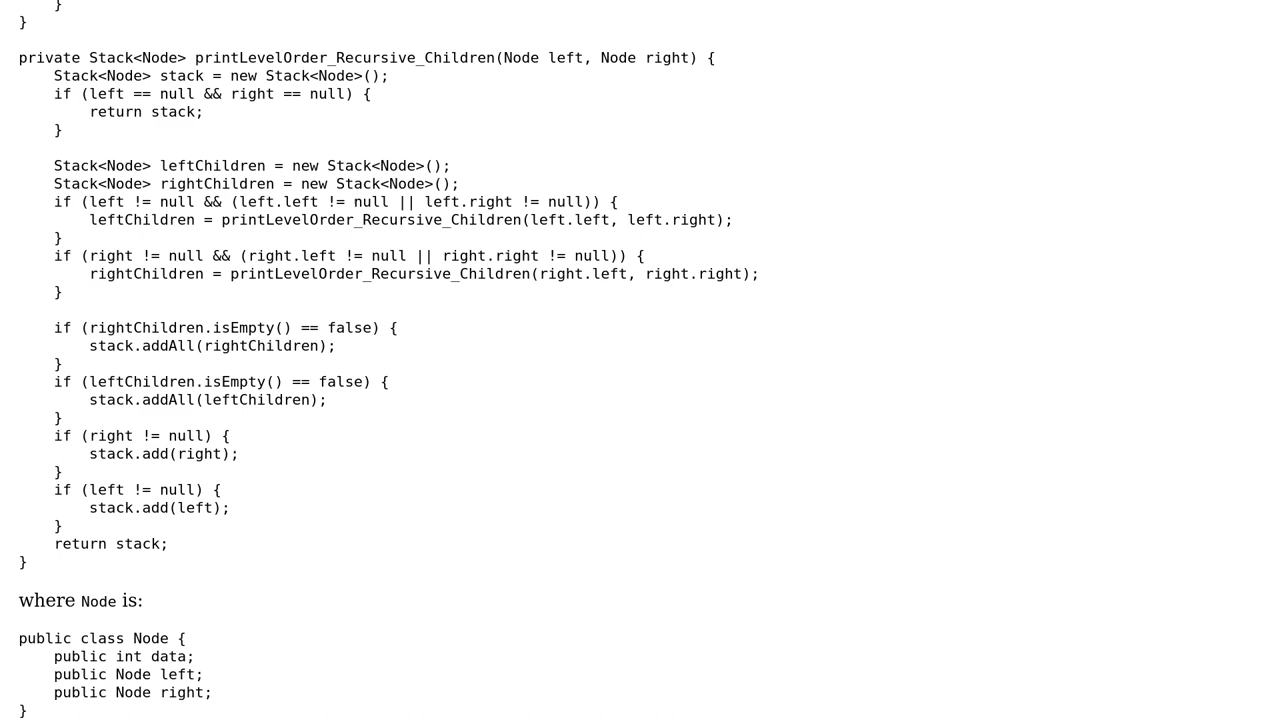 }
}

private Stack<Node> printLevelOrder_Recursive_Children(Node left, Node right) {
    Stack<Node> stack = new Stack<Node>();
    if (left == null && right == null) {
        return stack;
    }

    Stack<Node> leftChildren = new Stack<Node>();
    Stack<Node> rightChildren = new Stack<Node>();
    if (left != null && (left.left != null || left.right != null)) {
        leftChildren = printLevelOrder_Recursive_Children(left.left, left.right);
    }
    if (right != null && (right.left != null || right.right != null)) {
        rightChildren = printLevelOrder_Recursive_Children(right.left, right.right);
    }

    if (rightChildren.isEmpty() == false) {
        stack.addAll(rightChildren);
    }
    if (leftChildren.isEmpty() == false) {
        stack.addAll(leftChildren);
    }
    if (right != null) {
        stack.add(right);
    }
    if (left != null) {
        stack.add(left);
    }
    return stack;
}

where Node is:

public class Node {
    public int data;
    public Node left;
    public Node right;
}